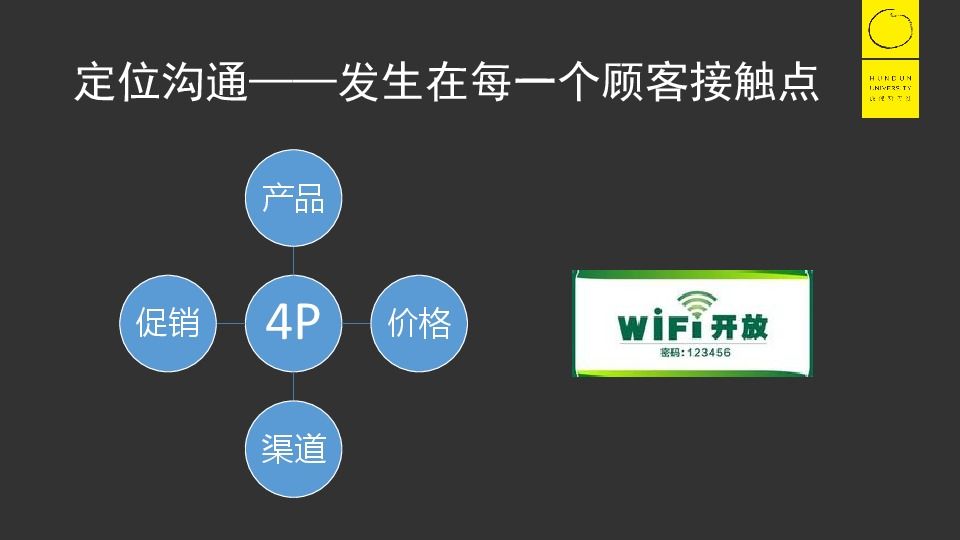 定位沟通——发生在每一个顾客接触点
HUNDUN
UNIVERSITY
产品
促销
4P
价格
渠道
WiFi开放
密码:123456